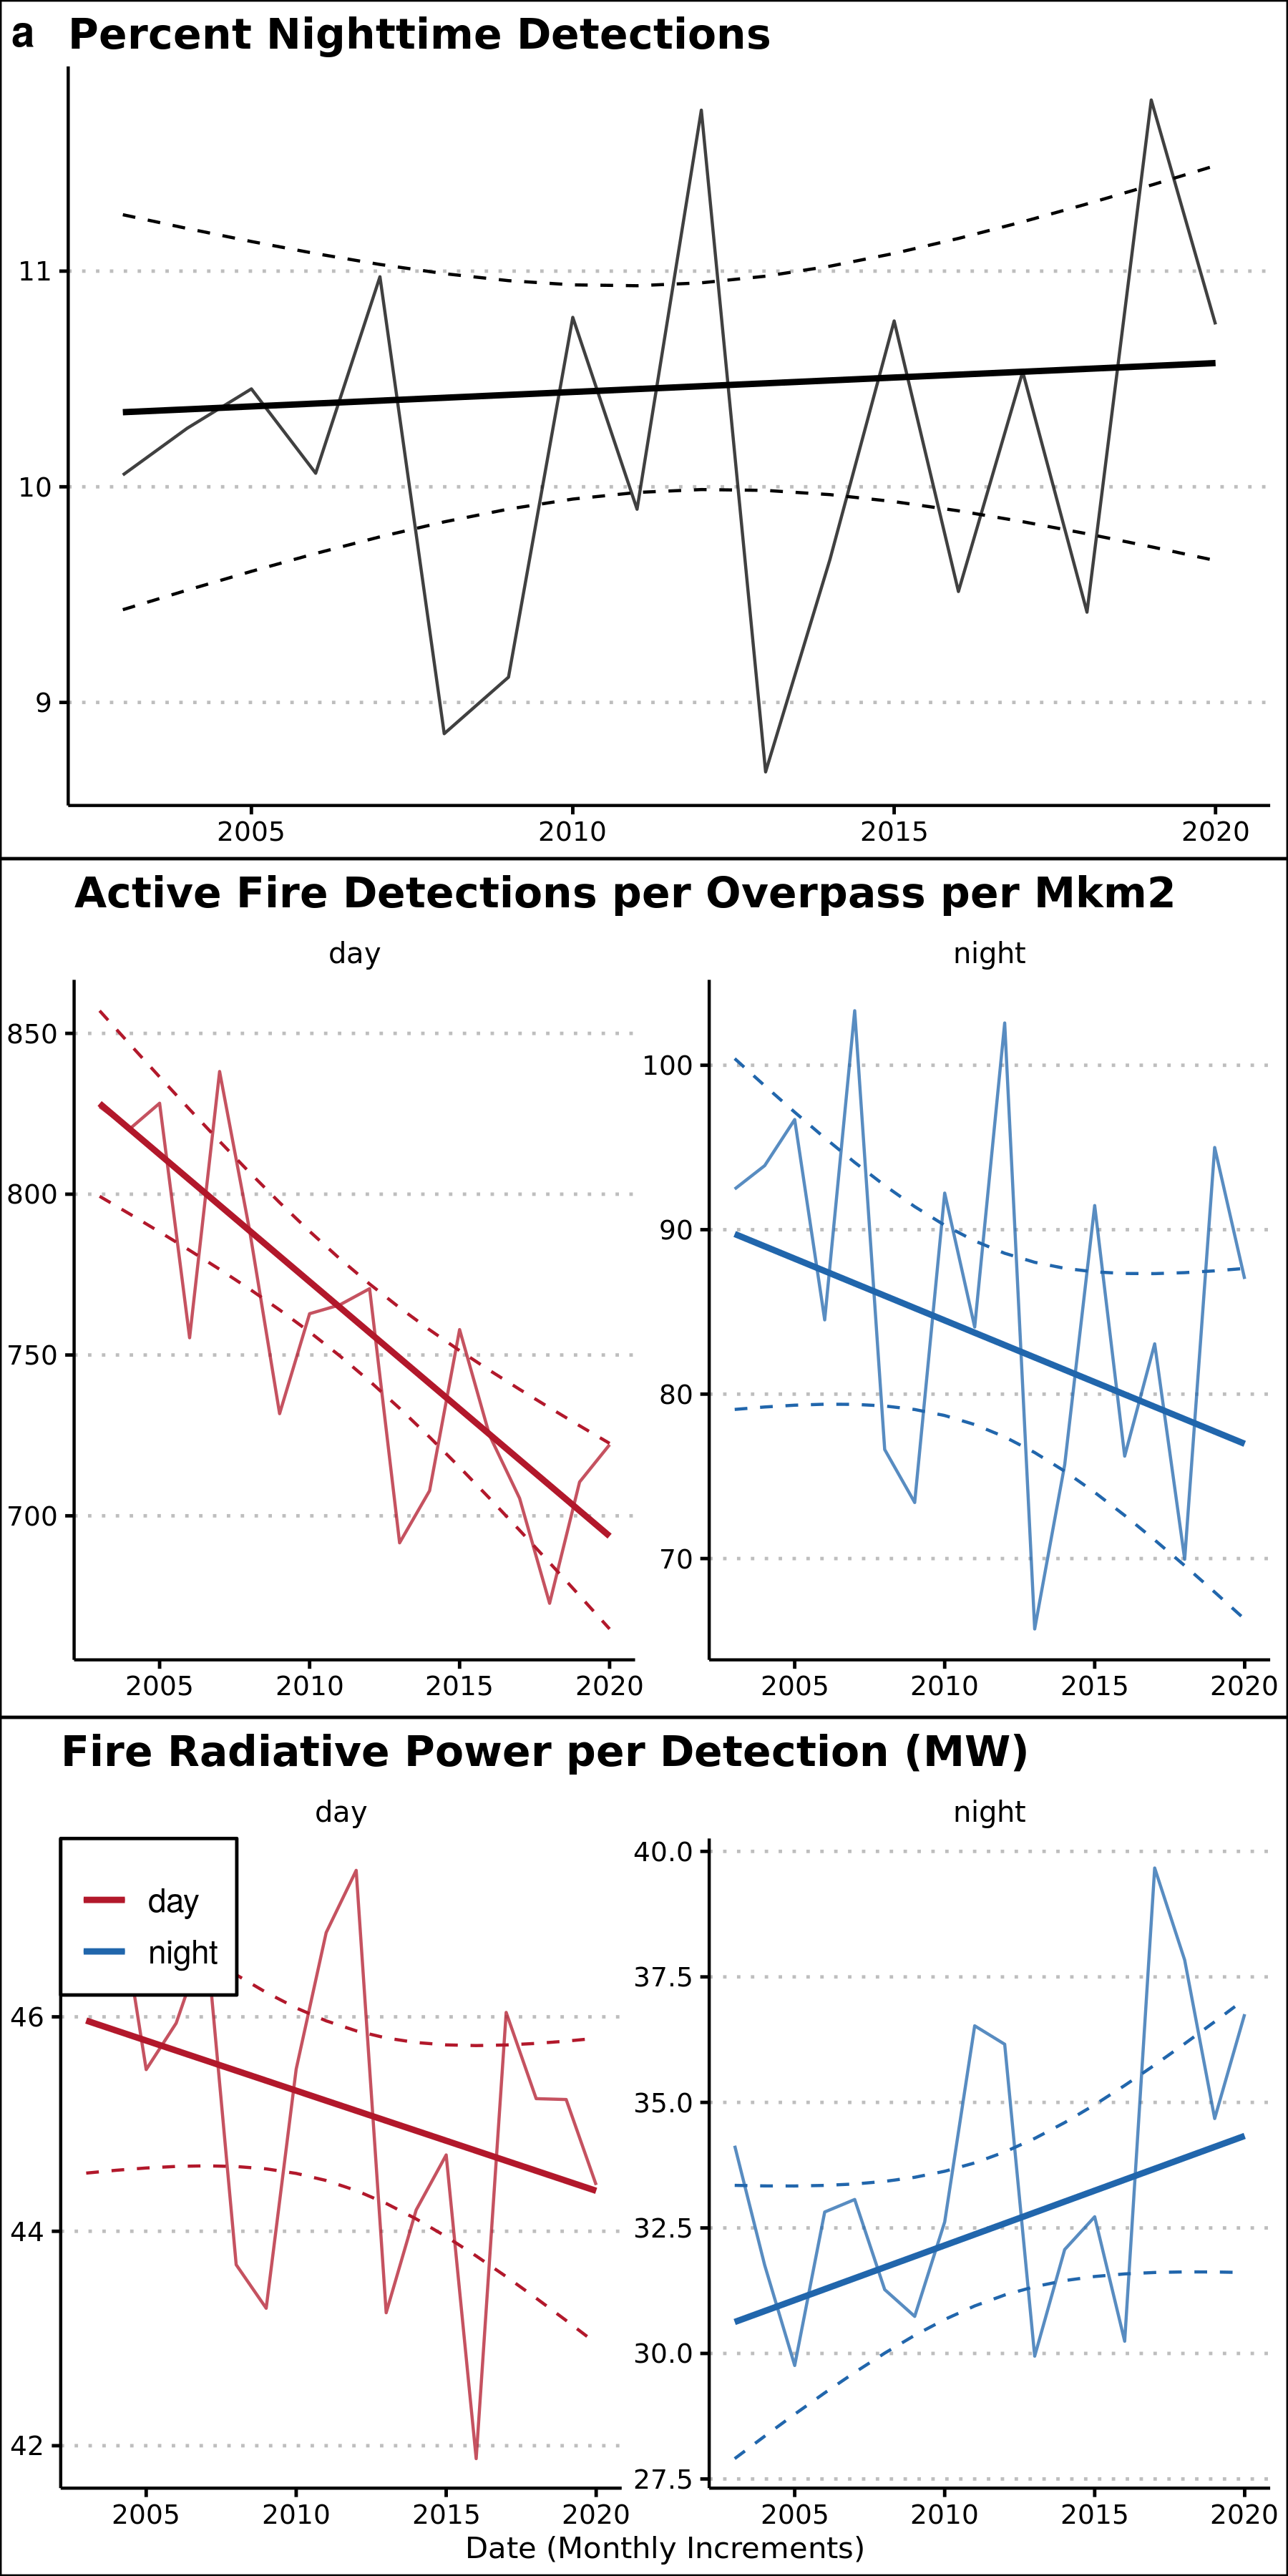 a Percent Nighttime Detections
11
10
9
2005 2010 2015 2020
Active Fire Detections per Overpass per Mkm2
day night
850
800
750
700
100
90
80
70
2005 2010 2015 2020 2005 2010 2015 2020
Fire Radiative Power per Detection (MW)
day night
day
night
46
44
42
40.0
37.5
35.0
32.5
30.0
27.5
2005 2010 2015 2020 2005 2010 2015 2020
Date (Monthly Increments)